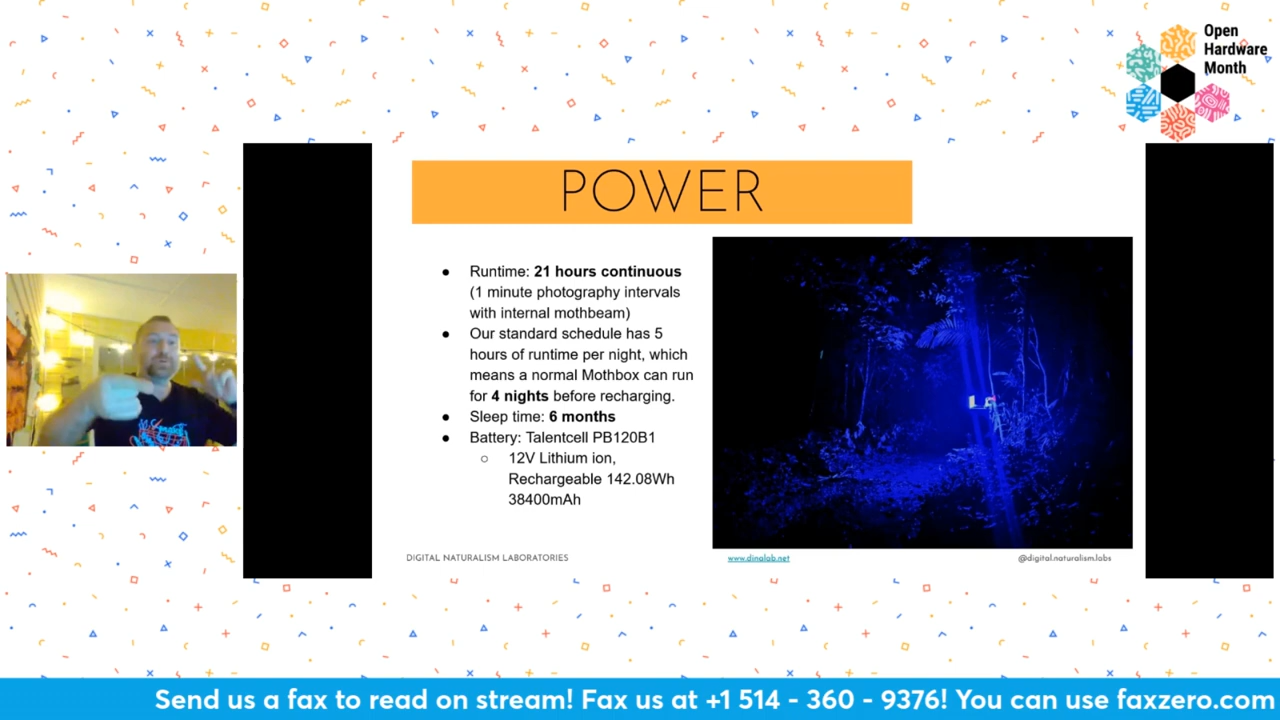 Open
Hardware
Month
POWER
● Runtime: 21 hours continuous
(1 minute photography intervals
with internal mothbeam)
● Our standard schedule has 5
hours of runtime per night, which
means a normal Mothbox can run
for 4 nights before recharging.
● Sleep time: 6 months
● Battery: Talentcell PB120B1
○ 12V Lithium ion,
Rechargeable 142.08Wh
38400mAh
DIGITAL NATURALISM LABORATORIES
www.dinalab.net
@digital.naturalism.labs
Send us a fax to read on stream! Fax us at +1 514 - 360 - 9376! You can use faxzero.com